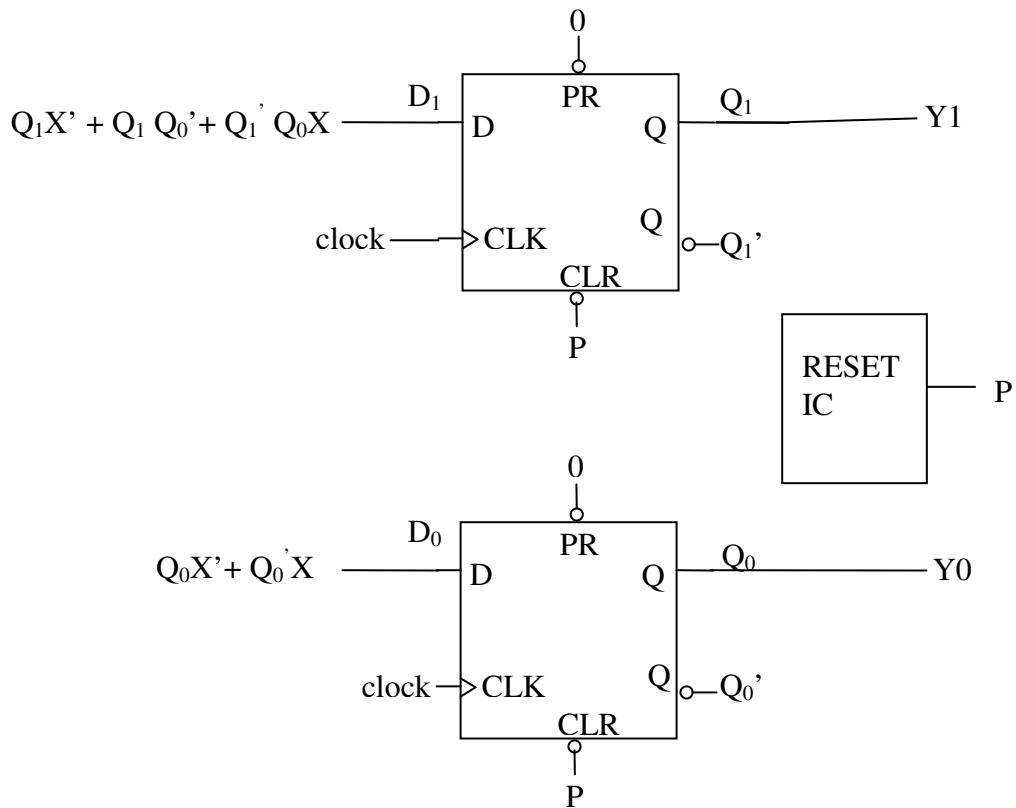 0
D₁
PR
Q₁
Q₁X' + Q₁ Q₀'+ Q₁' Q₀X
D
Q
Y1
Q
clock
CLK
Q₁'
CLR
P
RESET
IC
P
0
D₀
PR
Q₀
Q₀X'+ Q₀'X
D
Q
Y0
Q
clock
CLK
Q₀'
CLR
P